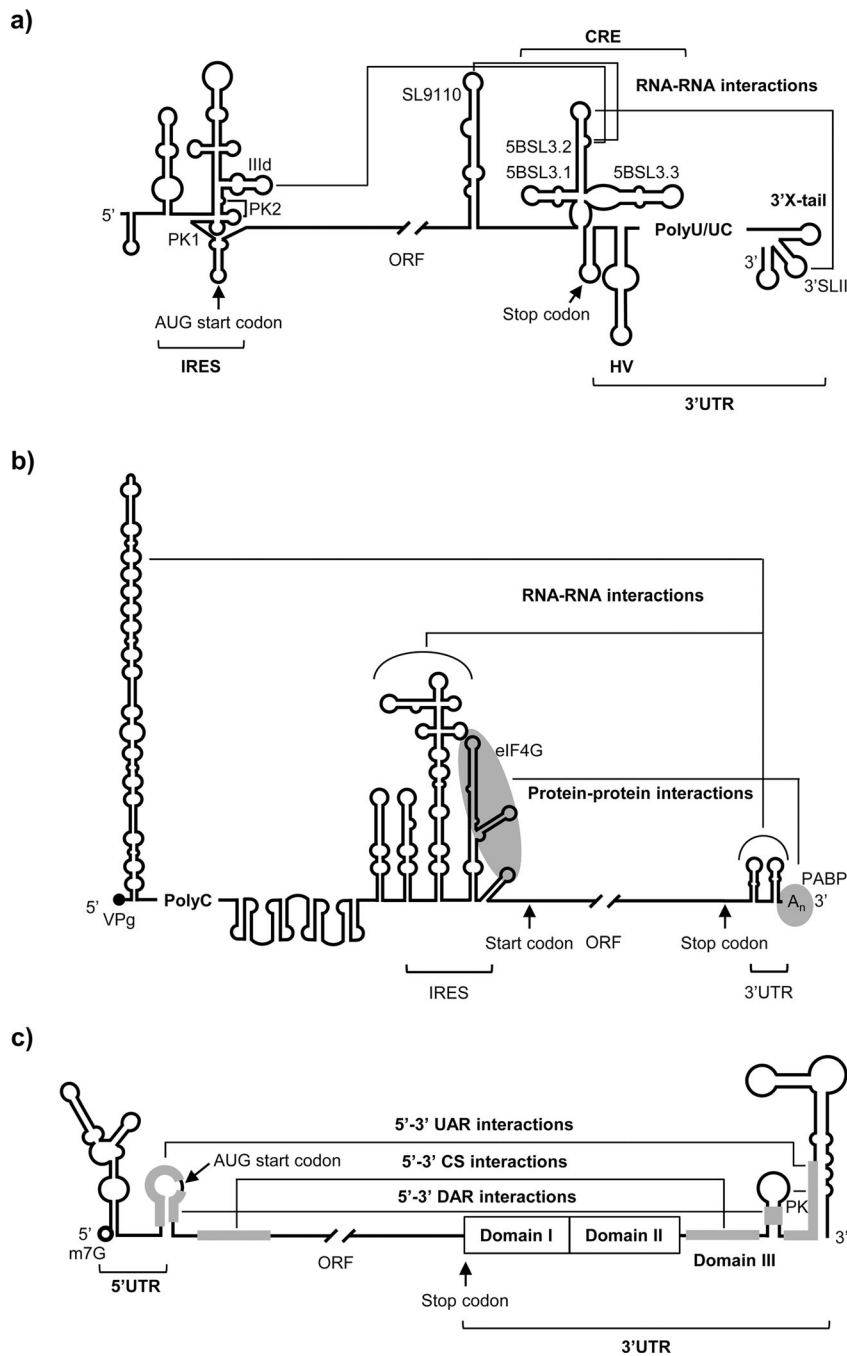 a)
CRE
SL9110
RNA-RNA interactions
5BSL3.2
IIId
5BSL3.1
5BSL3.3
5’
PK2
3’X-tail
PK1
PolyU/UC
ORF
3’
3’SLII
AUG start codon
Stop codon
IRES
HV
3’UTR
b)
RNA-RNA interactions
eIF4G
Protein-protein interactions
PABP
5’
PolyC
An
3’
VPg
Start codon
ORF
Stop codon
IRES
3’UTR
c)
5’-3’ UAR interactions
AUG start codon
5’-3’ CS interactions
5’-3’ DAR interactions
PK
5’
m7G
Domain I
Domain II
3’
ORF
Domain III
5’UTR
Stop codon
3’UTR